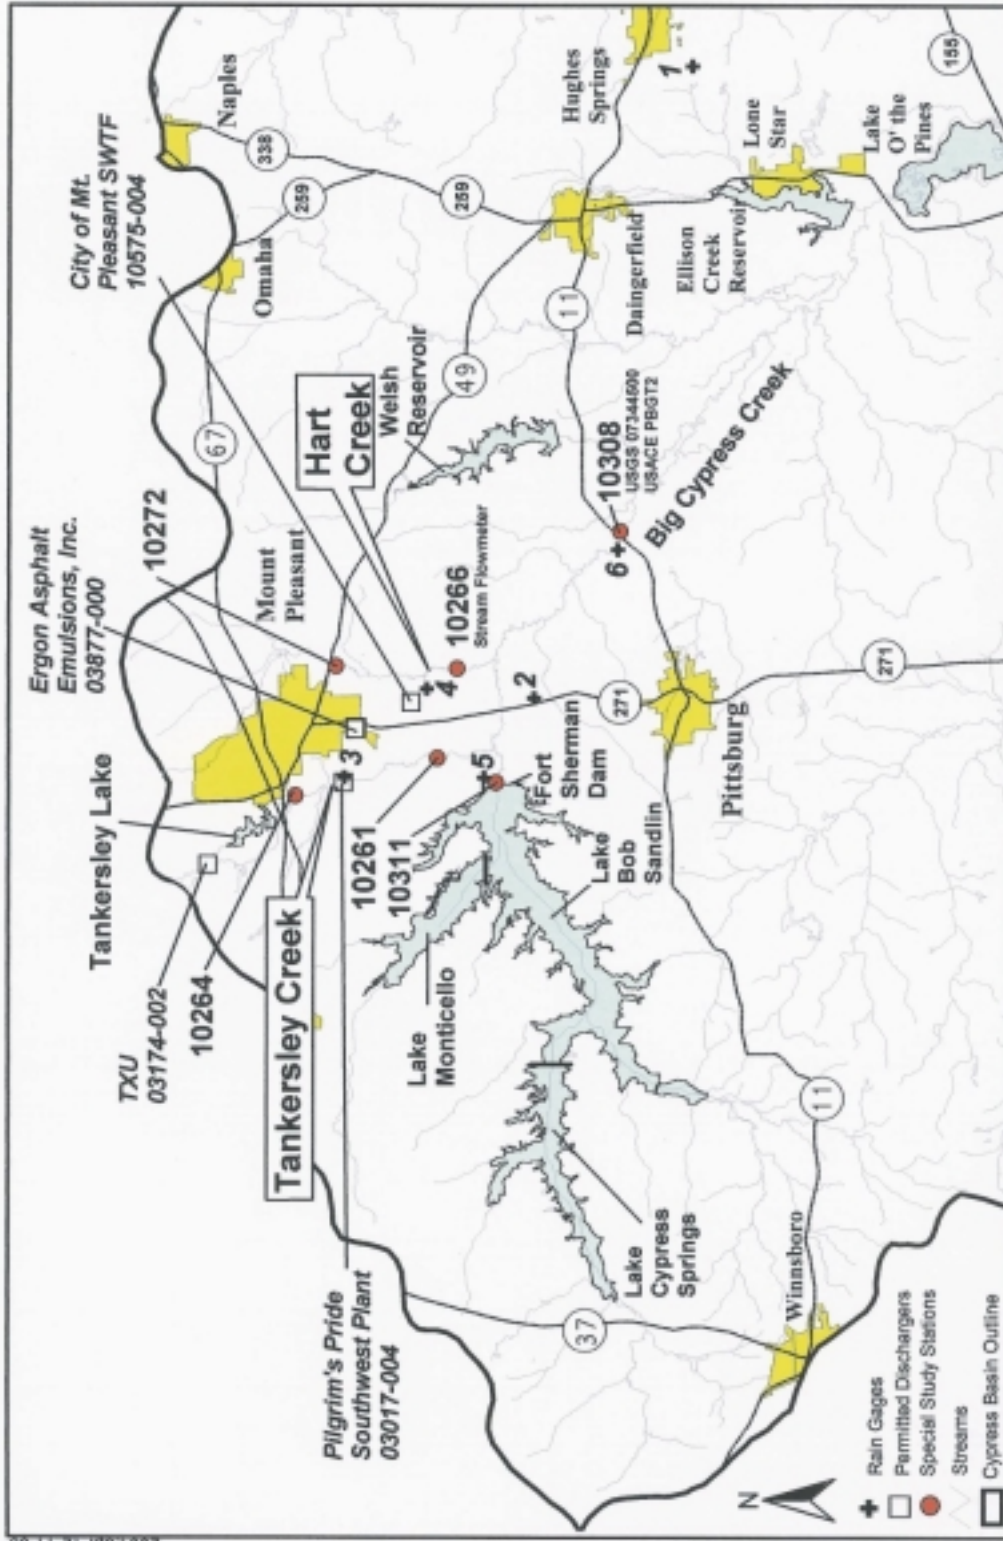 Ergon Asphalt
Emulsions, Inc.
03877-000
10272
City of Mt.
Pleasant SWTF
10575-004
Naples
338
259
Omaha
67
Tankersley Lake
TXU
03174-002
10264
Mount
Pleasant
Hart
Creek
Welsh
Reservoir
49
259
Hughes
Springs
1
155
Tankersley Creek
3
4
10266
Stream Flowmeter
Daingerfield
11
Lone
Star
Ellison
Creek
Reservoir
Lake
O' the
Pines
Pilgrim's Pride
Southwest Plant
03017-004
10261
10311
5
Fort
Sherman
Dam
2
271
6
10308
USGS 07344500
USACE PBGT2
Big Cypress Creek
Lake
Monticello
Lake
Bob
Sandlin
Pittsburg
271
Lake
Cypress
Springs
37
Winnsboro
11
N
Rain Gages
Permitted Dischargers
Special Study Stations
Streams
Cypress Basin Outline